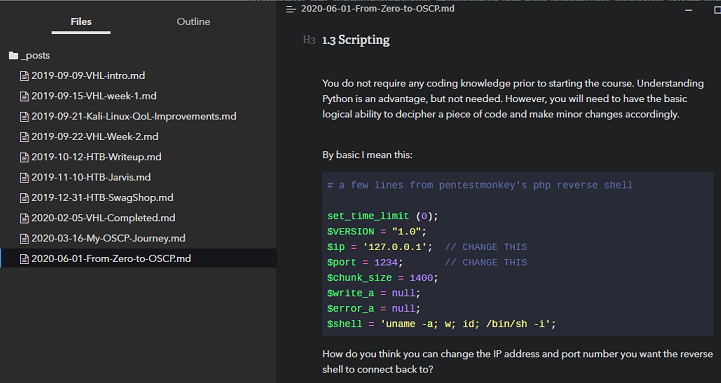 Files
Outline
_posts
2019-09-09-VHL-intro.md
2019-09-15-VHL-week-1.md
2019-09-21-Kali-Linux-QoL-Improvements.md
2019-09-22-VHL-Week-2.md
2019-10-12-HTB-Writeup.md
2019-11-10-HTB-Jarvis.md
2019-12-31-HTB-SwagShop.md
2020-02-05-VHL-Completed.md
2020-03-16-My-OSCP-Journey.md
2020-06-01-From-Zero-to-OSCP.md
2020-06-01-From-Zero-to-OSCP.md
H3 1.3 Scripting
You do not require any coding knowledge prior to starting the course. Understanding
Python is an advantage, but not needed. However, you will need to have the basic
logical ability to decipher a piece of code and make minor changes accordingly.
By basic I mean this:
# a few lines from pentestmonkey's php reverse shell
set_time_limit (0);
$VERSION = "1.0";
$ip = '127.0.0.1';  // CHANGE THIS
$port = 1234;       // CHANGE THIS
$chunk_size = 1400;
$write_a = null;
$error_a = null;
$shell = 'uname -a; w; id; /bin/sh -i';
How do you think you can change the IP address and port number you want the reverse
shell to connect back to?